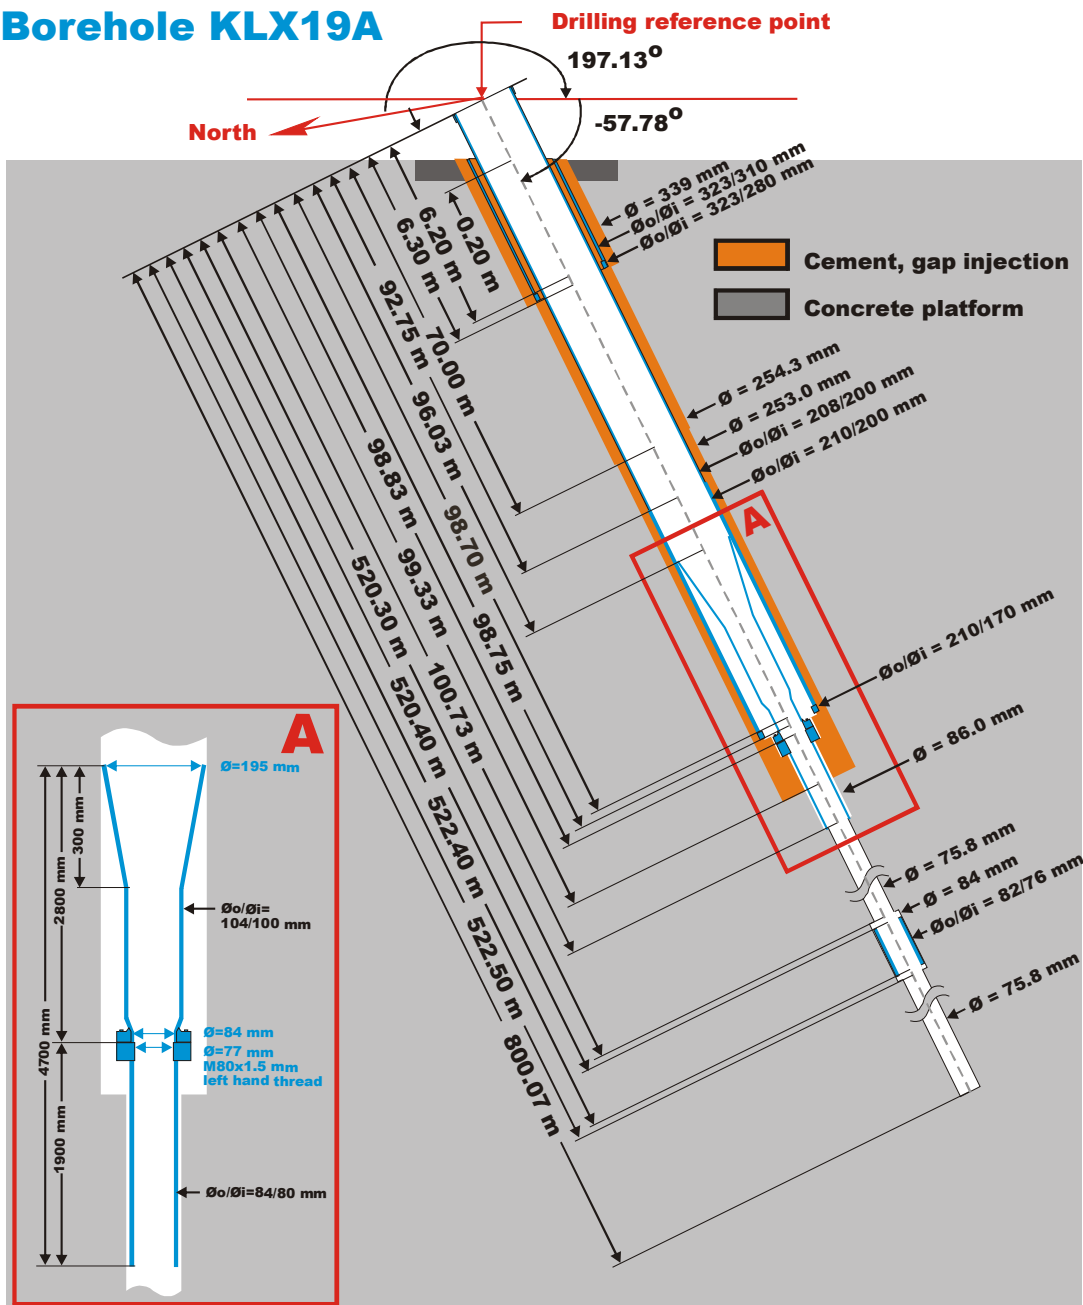 Borehole KLX19A
Drilling reference point
197.13°
-57.78°
North
Ø = 339 mm
Øo/Øi = 323/310 mm
Øo/Øi = 323/280 mm
Cement, gap injection
Concrete platform
0.20 m
6.20 m
6.30 m
70.00 m
92.75 m
96.03 m
98.70 m
98.75 m
98.83 m
99.33 m
100.73 m
520.30 m
520.40 m
522.40 m
522.50 m
800.07 m
Ø = 254.3 mm
Ø = 253.0 mm
Øo/Øi = 208/200 mm
Øo/Øi = 210/200 mm
A
Øo/Øi = 210/170 mm
Ø = 86.0 mm
Ø = 75.8 mm
Ø = 84 mm
Øo/Øi = 82/76 mm
Ø = 75.8 mm
A
Ø=195 mm
300 mm
2800 mm
4700 mm
1900 mm
Øo/Øi=
104/100 mm
Ø=84 mm
Ø=77 mm
M80x1.5 mm
left hand thread
Øo/Øi=84/80 mm